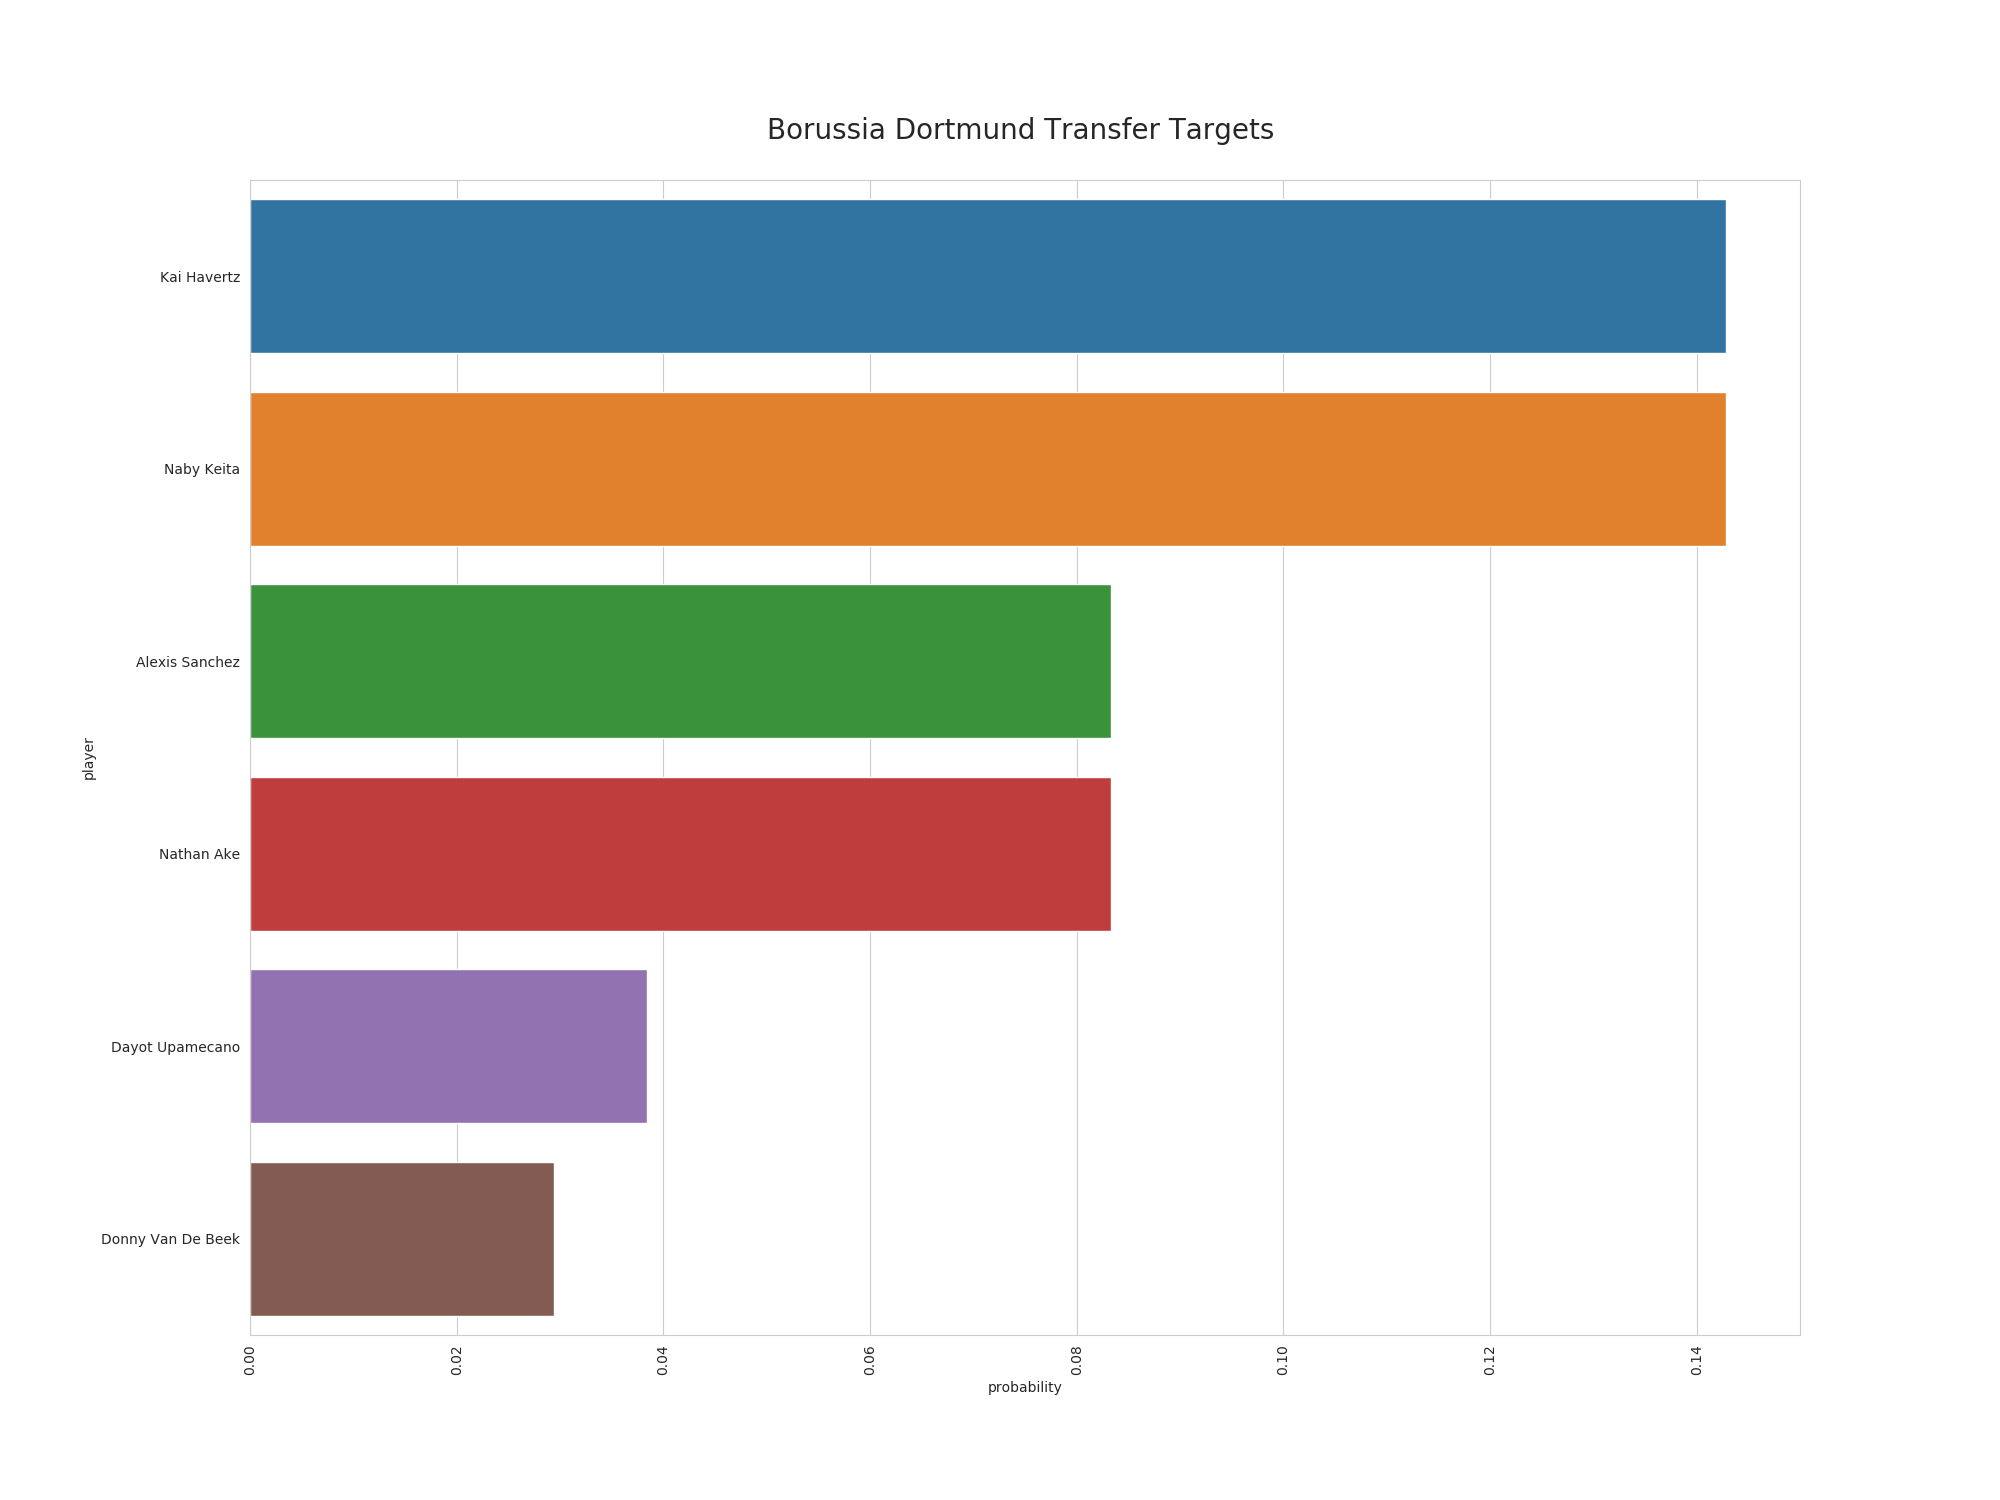 Borussia Dortmund Transfer Targets
Kai Havertz
Naby Keita
Alexis Sanchez
Nathan Ake
Dayot Upamecano
Donny Van De Beek
player
0.00
0.02
0.04
0.06
0.08
0.10
0.12
0.14
probability